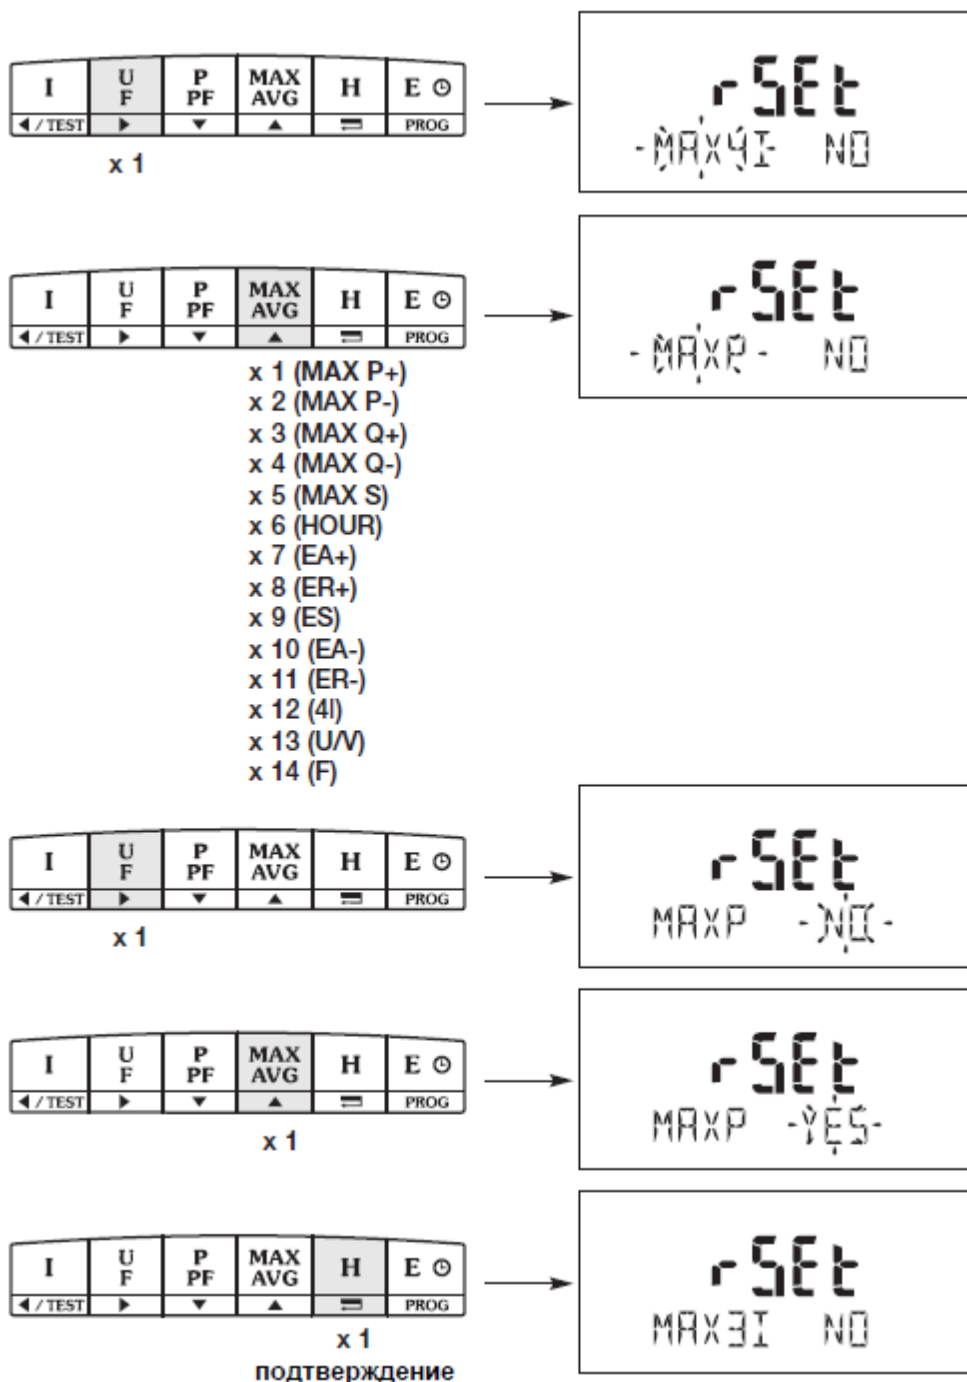 I U F P PF MAX AVG H E
/ TEST PROG
x 1
rSEt
MAX4I NO
I U F P PF MAX AVG H E
/ TEST PROG
rSEt
MAXP NO
x 1 (MAX P+)
x 2 (MAX P-)
x 3 (MAX Q+)
x 4 (MAX Q-)
x 5 (MAX S)
x 6 (HOUR)
x 7 (EA+)
x 8 (ER+)
x 9 (ES)
x 10 (EA-)
x 11 (ER-)
x 12 (4I)
x 13 (U/V)
x 14 (F)
I U F P PF MAX AVG H E
/ TEST PROG
x 1
rSEt
MAXP NO
I U F P PF MAX AVG H E
/ TEST PROG
x 1
rSEt
MAXP YES
I U F P PF MAX AVG H E
/ TEST PROG
x 1
подтверждение
rSEt
MAX3I NO